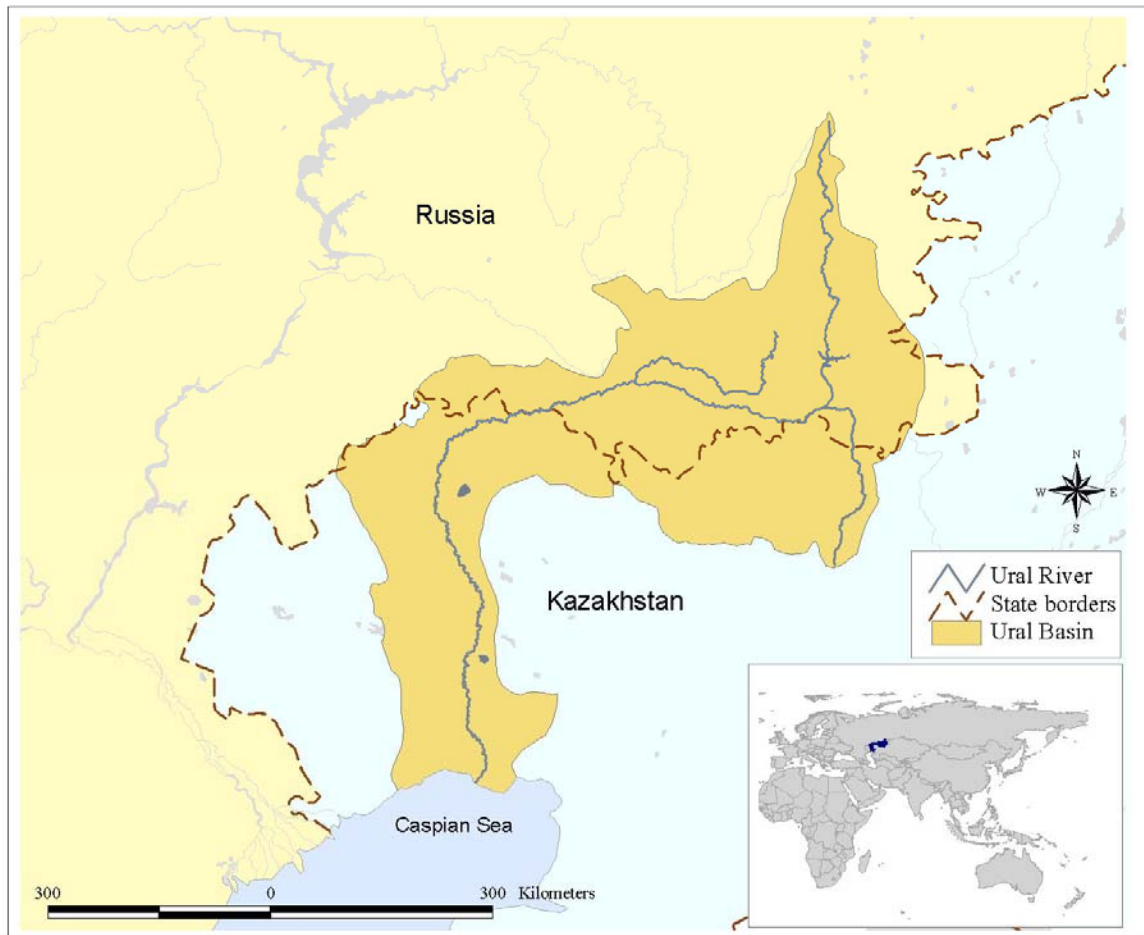 Russia
Kazakhstan
N
W E
S
Ural River
State borders
Ural Basin
Caspian Sea
300 0 300 Kilometers